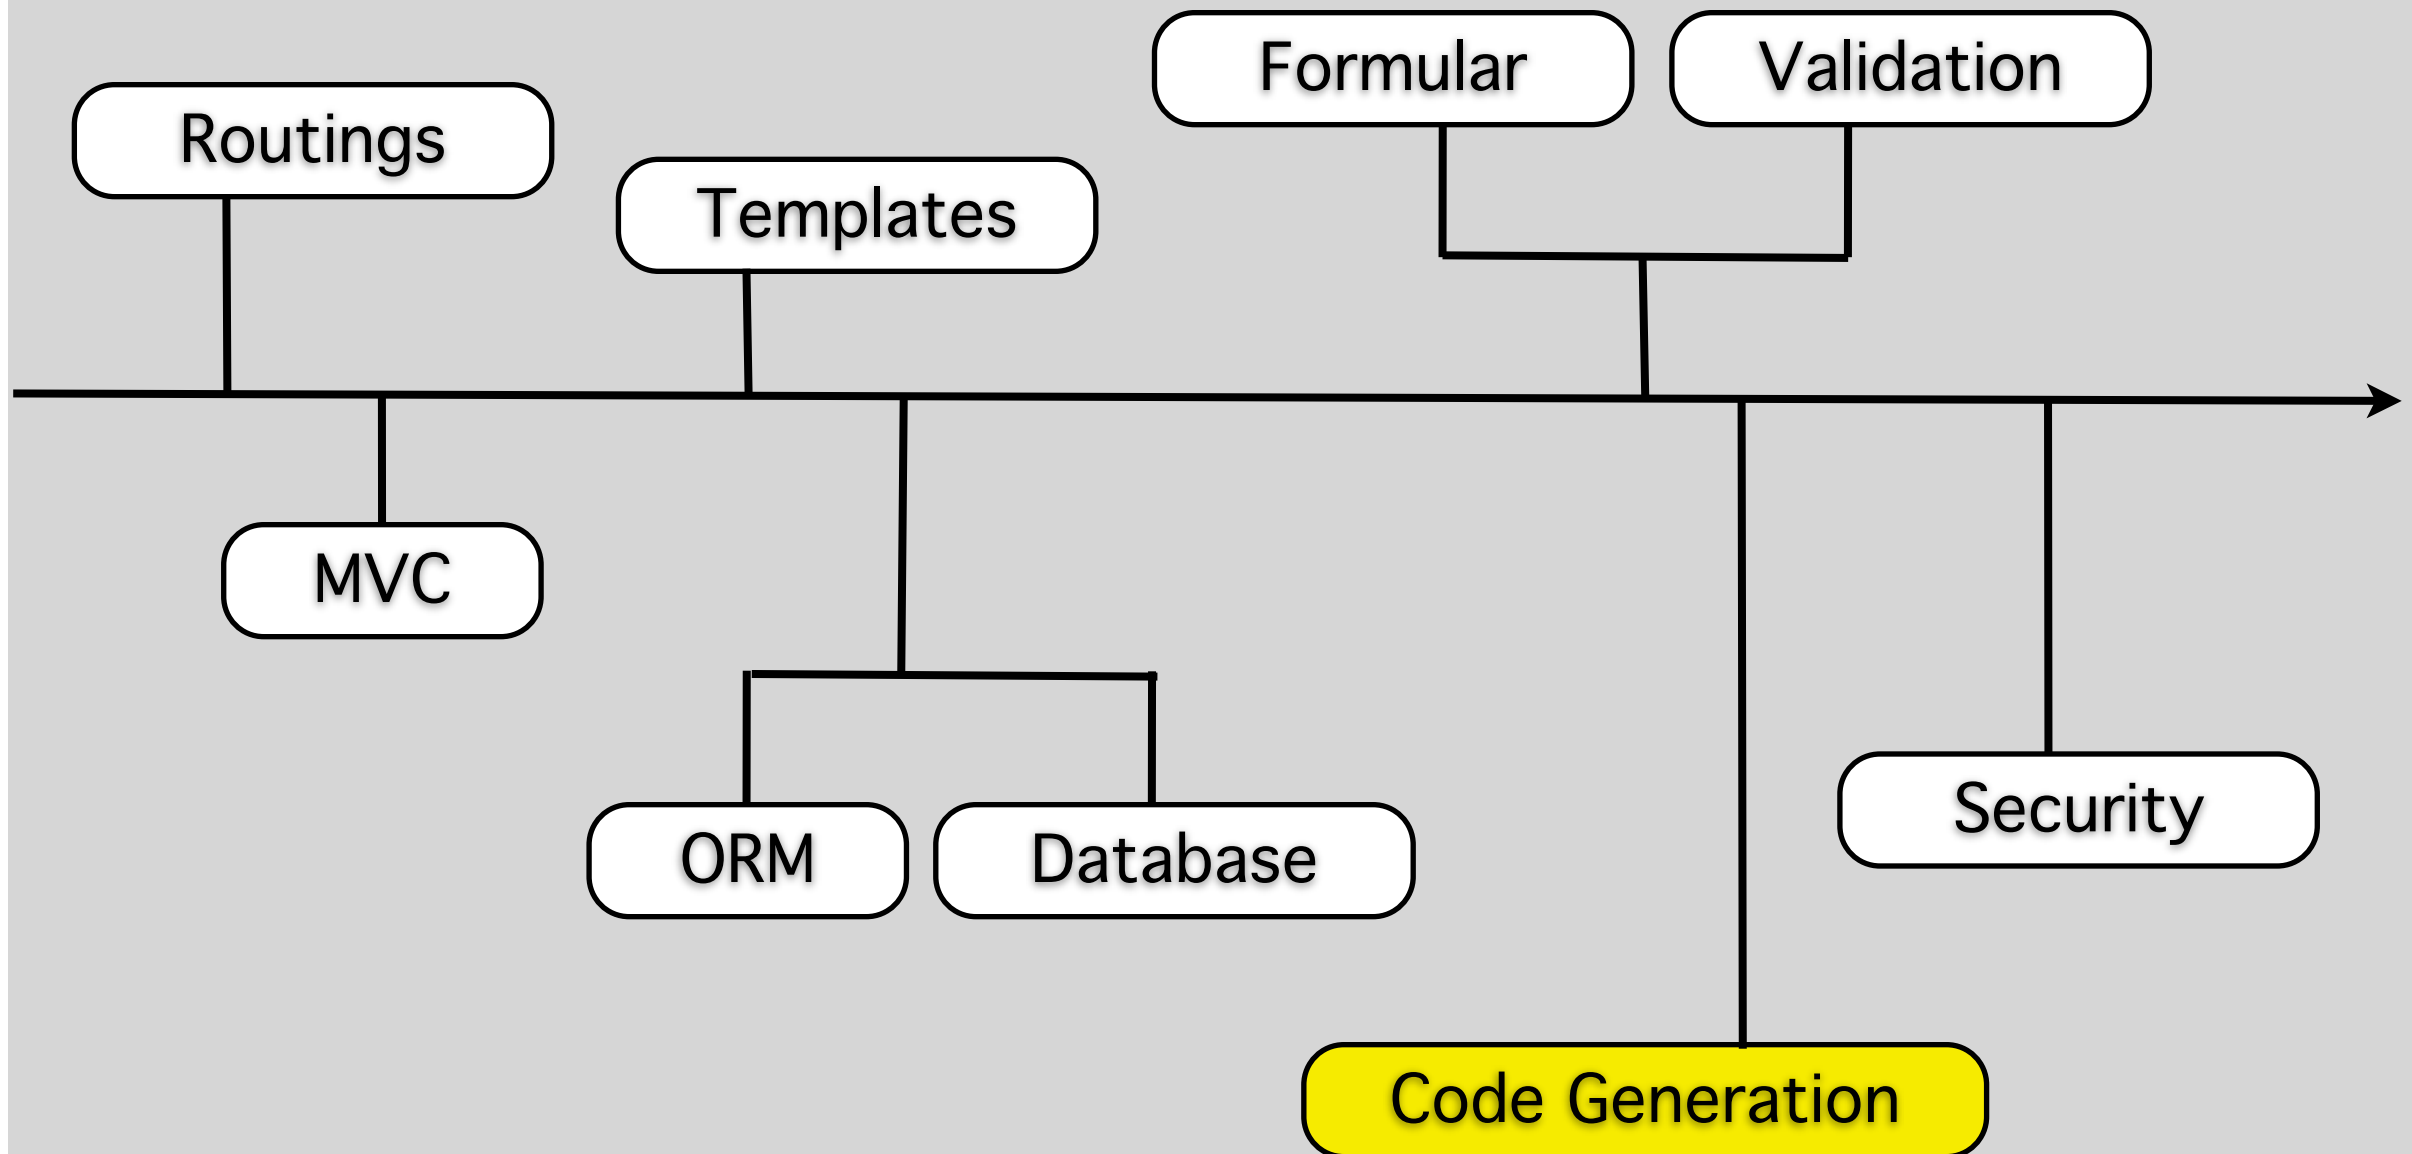 Formular
Validation
Routings
Templates
MVC
ORM
Database
Security
Code Generation